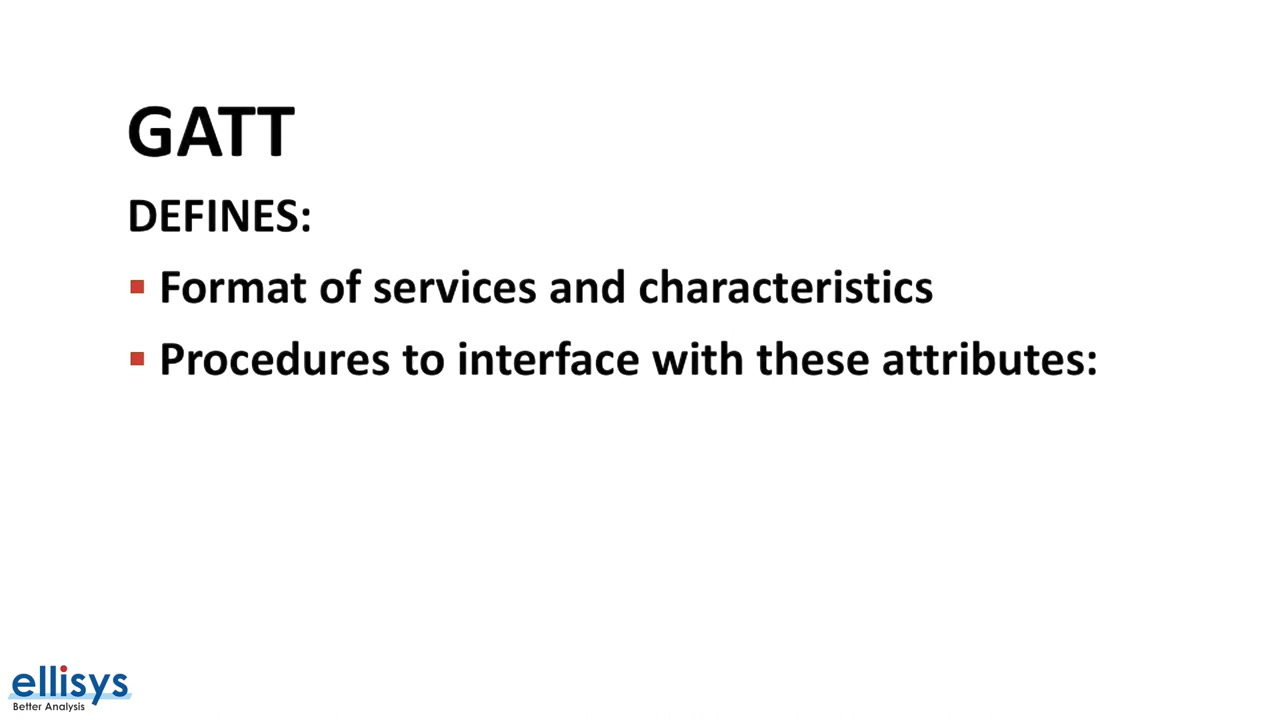 GATT
DEFINES:
Format of services and characteristics
Procedures to interface with these attributes:
ellisys
Better Analysis